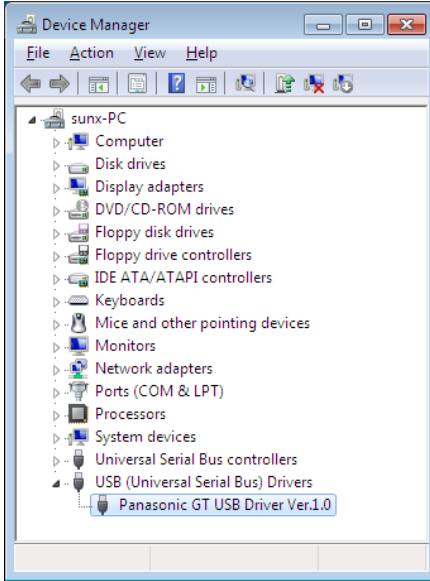 Device Manager
File Action View Help
sunx-PC
Computer
Disk drives
Display adapters
DVD/CD-ROM drives
Floppy disk drives
Floppy drive controllers
IDE ATA/ATAPI controllers
Keyboards
Mice and other pointing devices
Monitors
Network adapters
Ports (COM & LPT)
Processors
System devices
Universal Serial Bus controllers
USB (Universal Serial Bus) Drivers
Panasonic GT USB Driver Ver.1.0